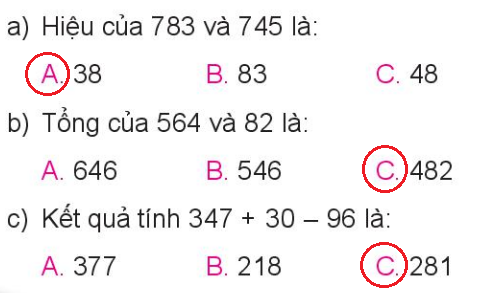 a) Hiệu của 783 và 745 là:
A. 38 B. 83 C. 48
b) Tổng của 564 và 82 là:
A. 646 B. 546 C. 482
c) Kết quả tính 347 + 30 – 96 là:
A. 377 B. 218 C. 281